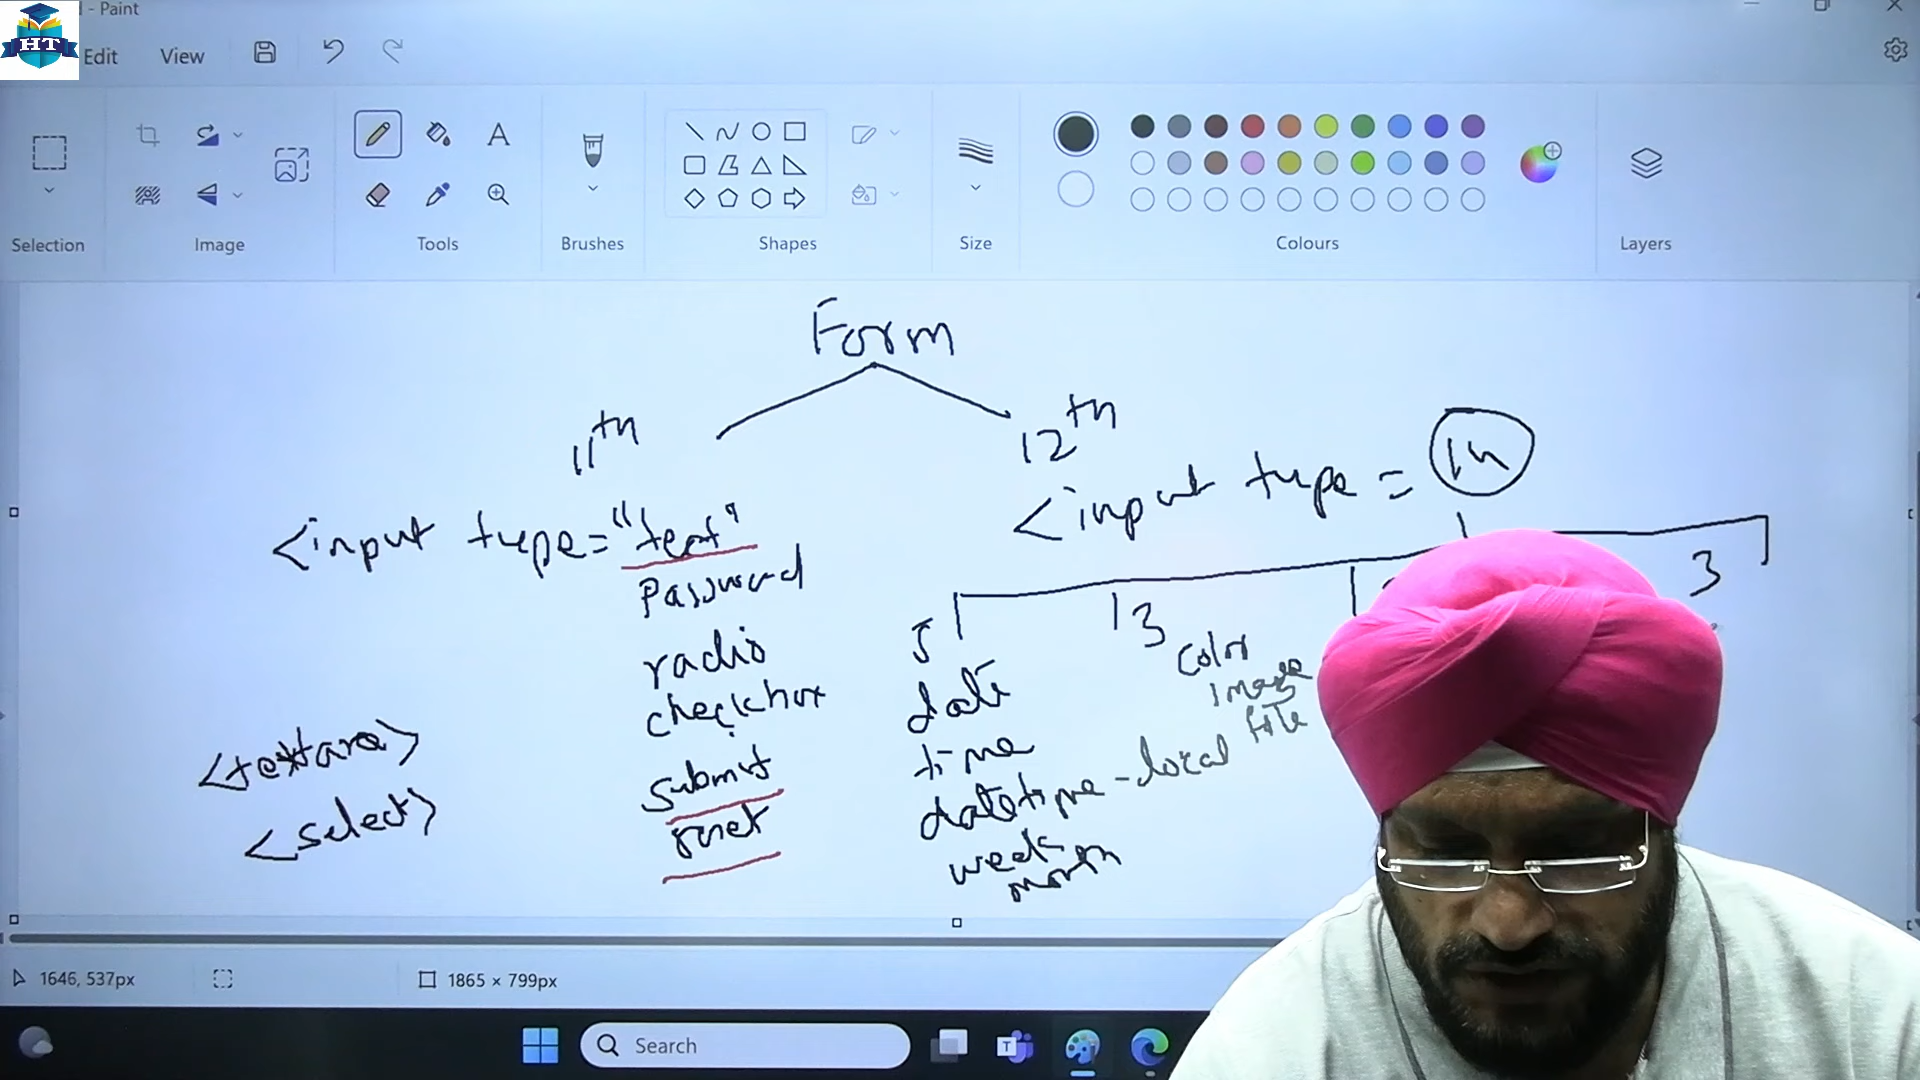 HT
- Paint
Edit
View
Selection
Image
Tools
Brushes
Shapes
Size
Colours
Layers
Form
11th
12th
<input type="text"
Password
radio
checkbox
submit
reset
<textarea>
<select>
<input type = 14
5
3
3
date
time
datetime-local
week
month
Color
Image
file
1646, 537px
1865 × 799px
Search
T